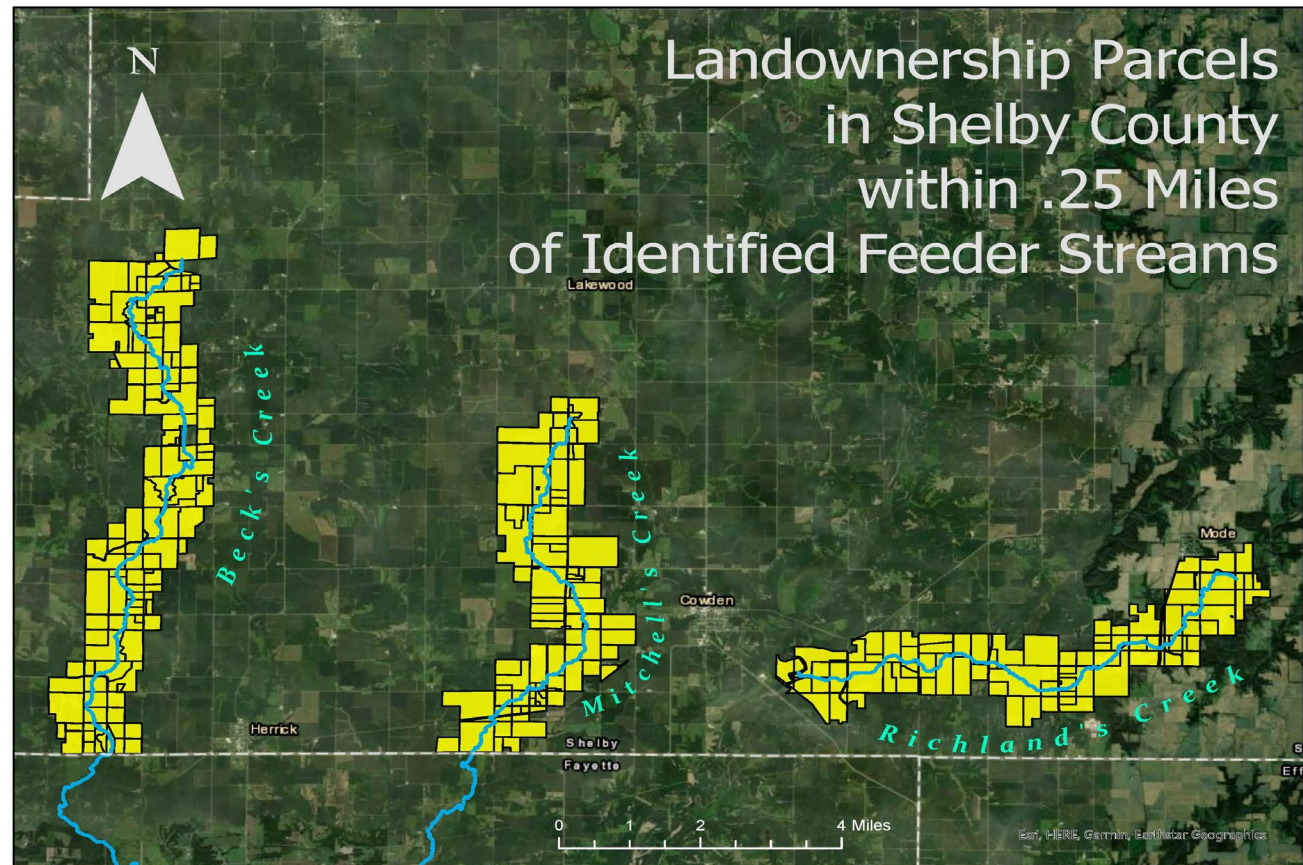 N
Landownership Parcels
in Shelby County
within .25 Miles
of Identified Feeder Streams
Lakewood
Beck's Creek
Mitchell's Creek
Mode
Cowden
Richland's Creek
Herrick
Shelby
Fayette
S
Eff
0 1 2 4 Miles
Esri, HERE, Garmin, Earthstar Geographics